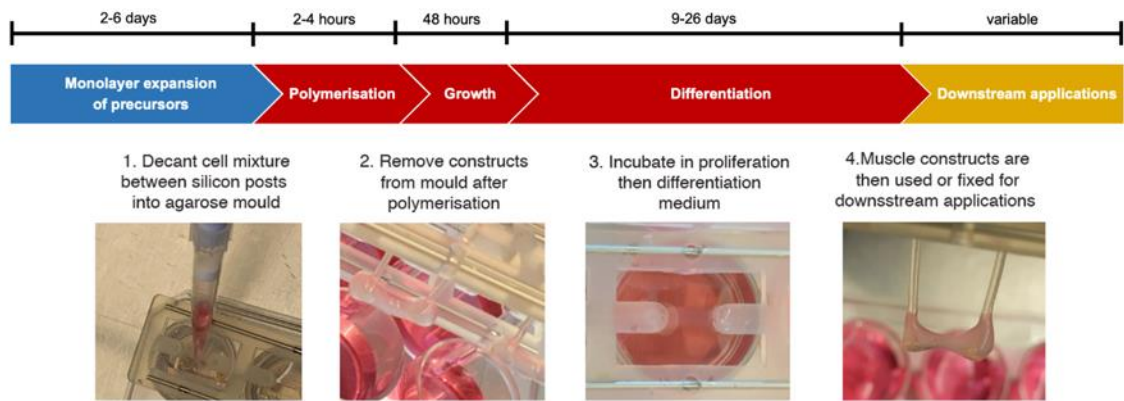 2-6 days
2-4 hours
48 hours
9-26 days
variable
Monolayer expansion
of precursors
Polymerisation
Growth
Differentiation
Downstream applications
1. Decant cell mixture
between silicon posts
into agarose mould
2. Remove constructs
from mould after
polymerisation
3. Incubate in proliferation
then differentiation
medium
4.Muscle constructs are
then used or fixed for
downsstream applications